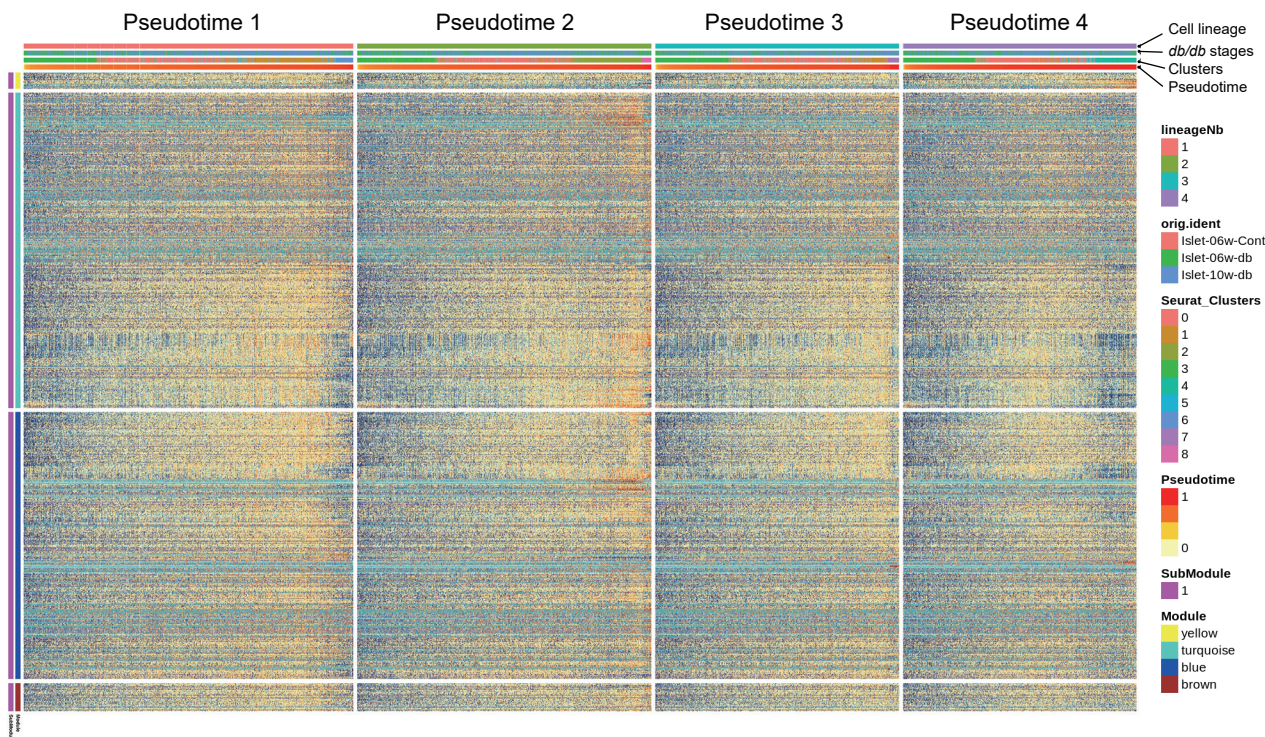 Pseudotime 1
Pseudotime 2
Pseudotime 3
Pseudotime 4
Cell lineage
db/db stages
Clusters
Pseudotime
lineageNb
1
2
3
4
orig.ident
Islet-06w-Cont
Islet-06w-db
Islet-10w-db
Seurat_Clusters
0
1
2
3
4
5
6
7
8
Pseudotime
1
0
SubModule
1
Module
yellow
turquoise
blue
brown
Module